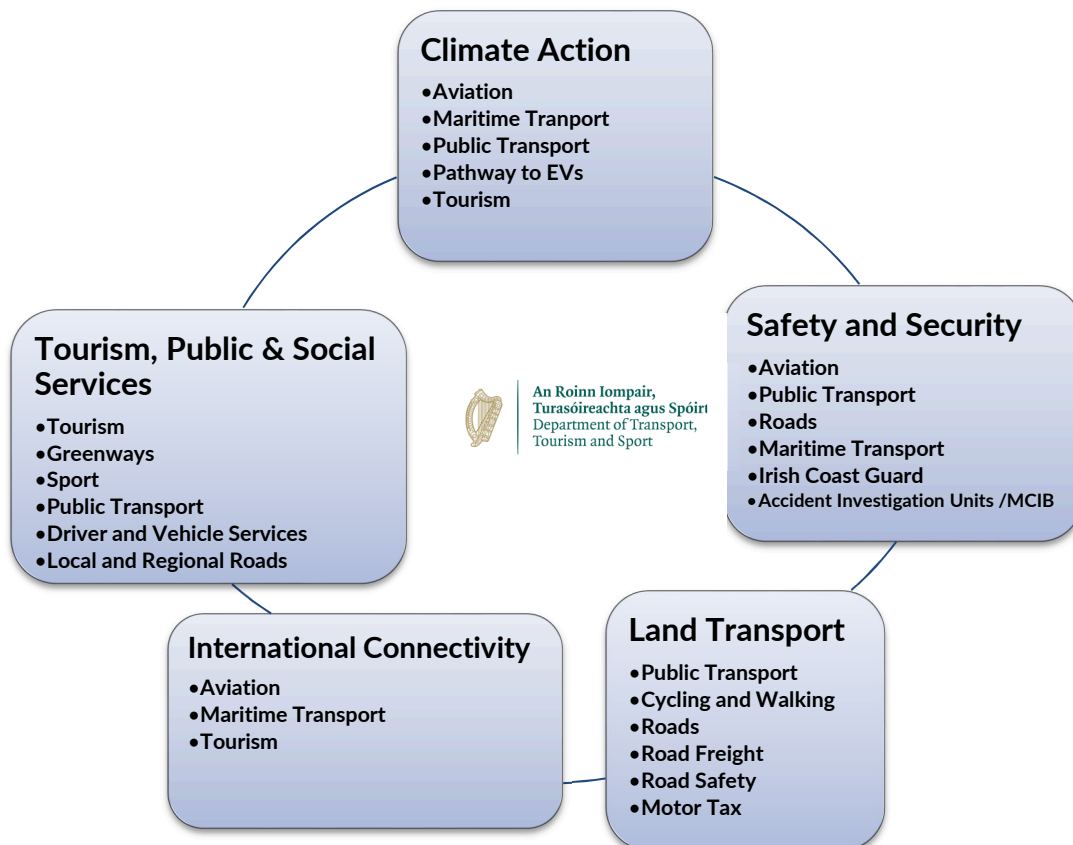 Climate Action
•Aviation
•Maritime Tranport
•Public Transport
•Pathway to EVs
•Tourism
Safety and Security
•Aviation
•Public Transport
•Roads
•Maritime Transport
•Irish Coast Guard
•Accident Investigation Units /MCIB
Land Transport
•Public Transport
•Cycling and Walking
•Roads
•Road Freight
•Road Safety
•Motor Tax
International Connectivity
•Aviation
•Maritime Transport
•Tourism
Tourism, Public & Social
Services
•Tourism
•Greenways
•Sport
•Public Transport
•Driver and Vehicle Services
•Local and Regional Roads
An Roinn Iompair,
Turasóireachta agus Spóirt
Department of Transport,
Tourism and Sport